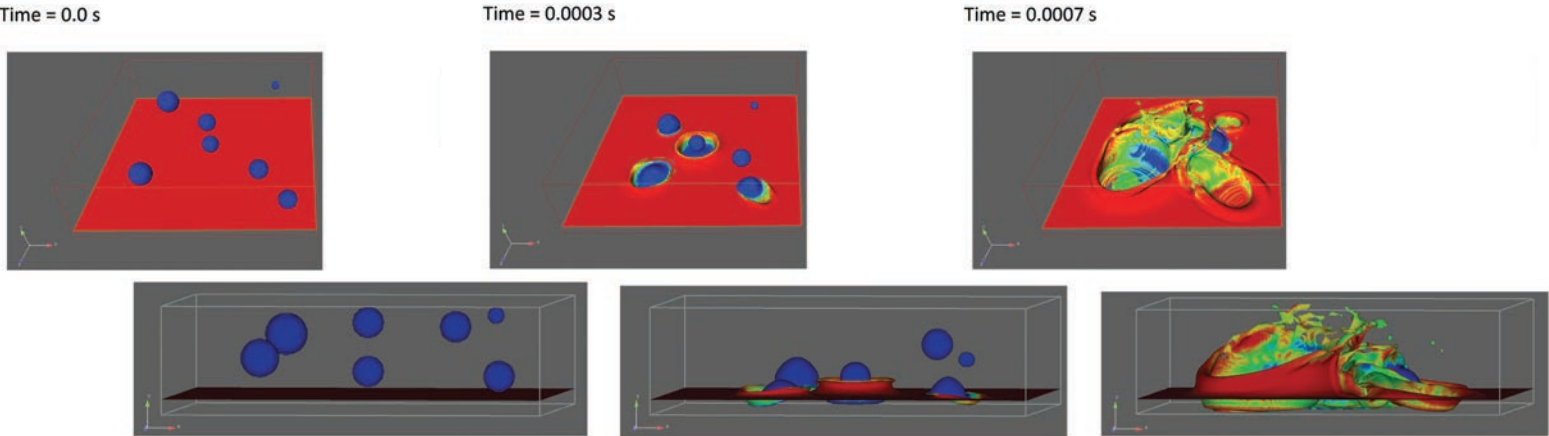 Time = 0.0 s
Time = 0.0003 s
Time = 0.0007 s